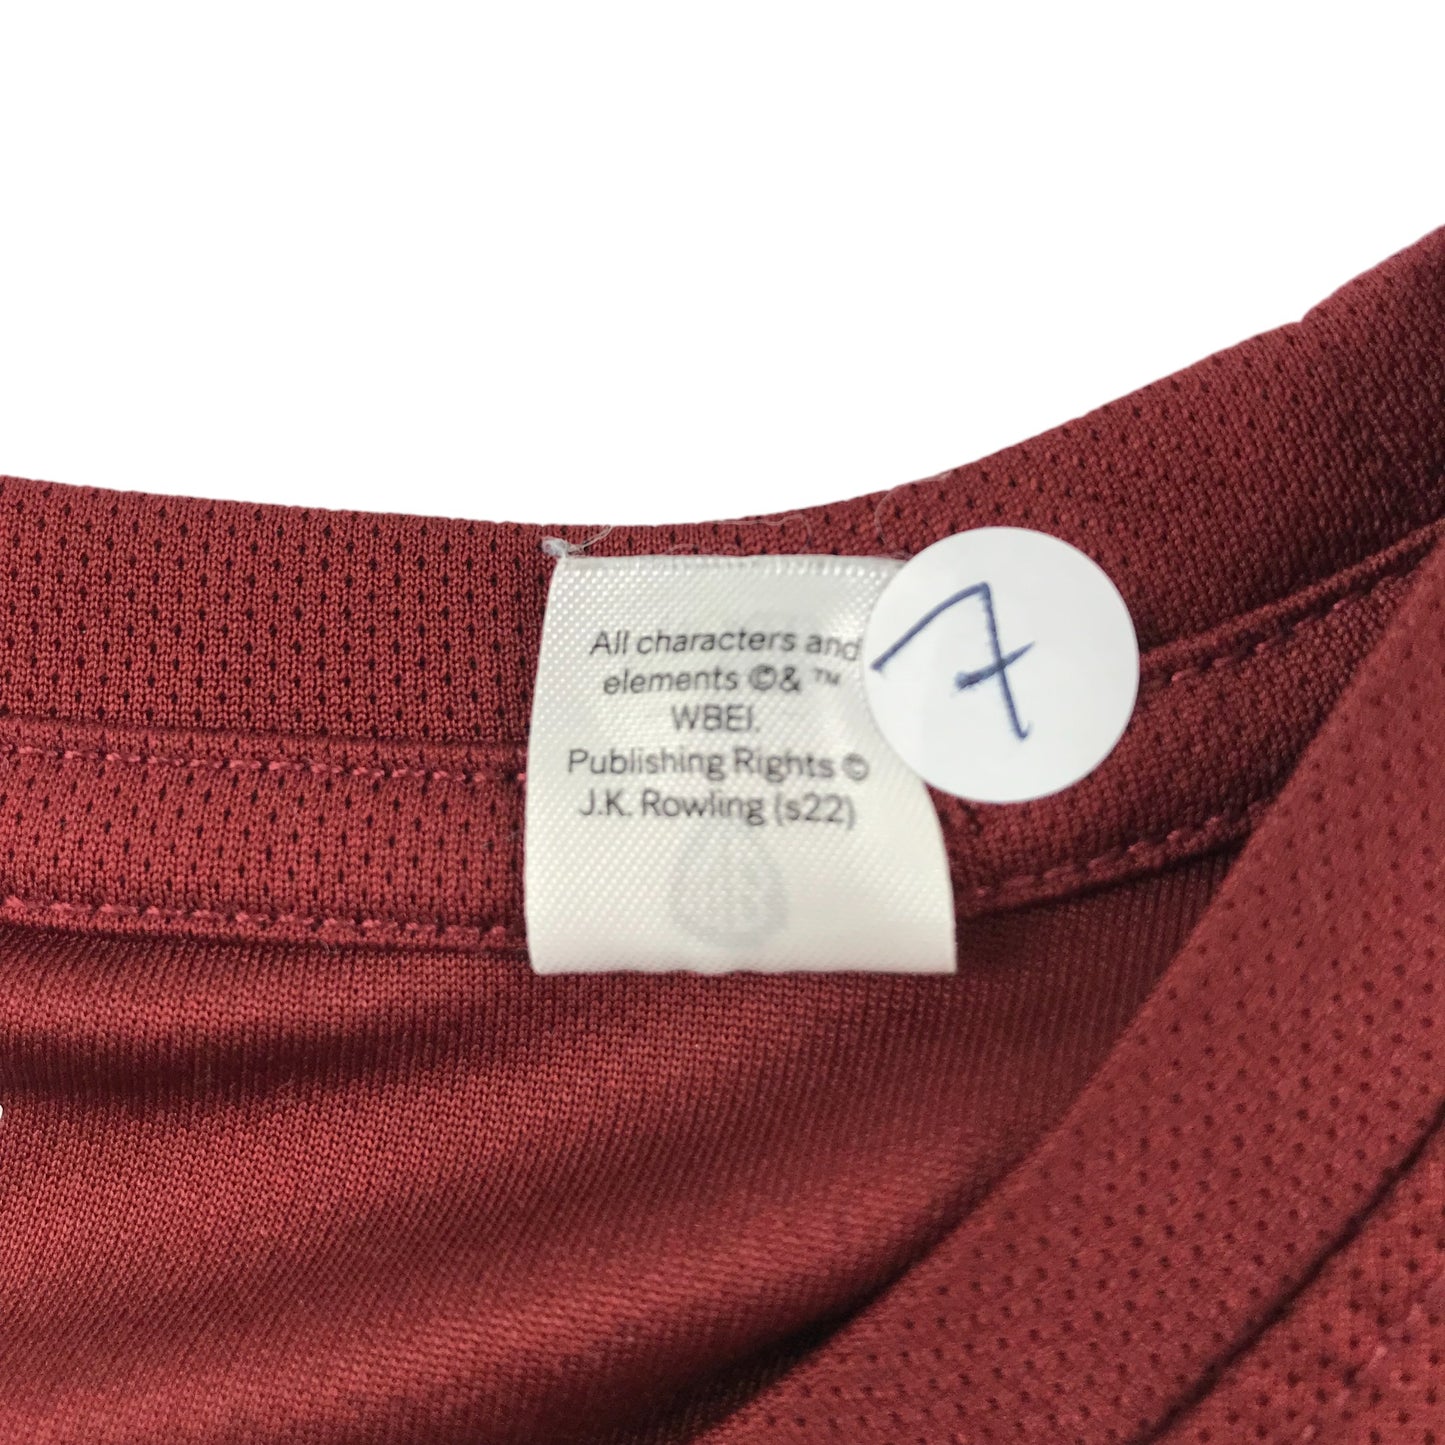 All characters and
elements ©& ™
WBEI.
Publishing Rights ©
J.K. Rowling (s22)
7